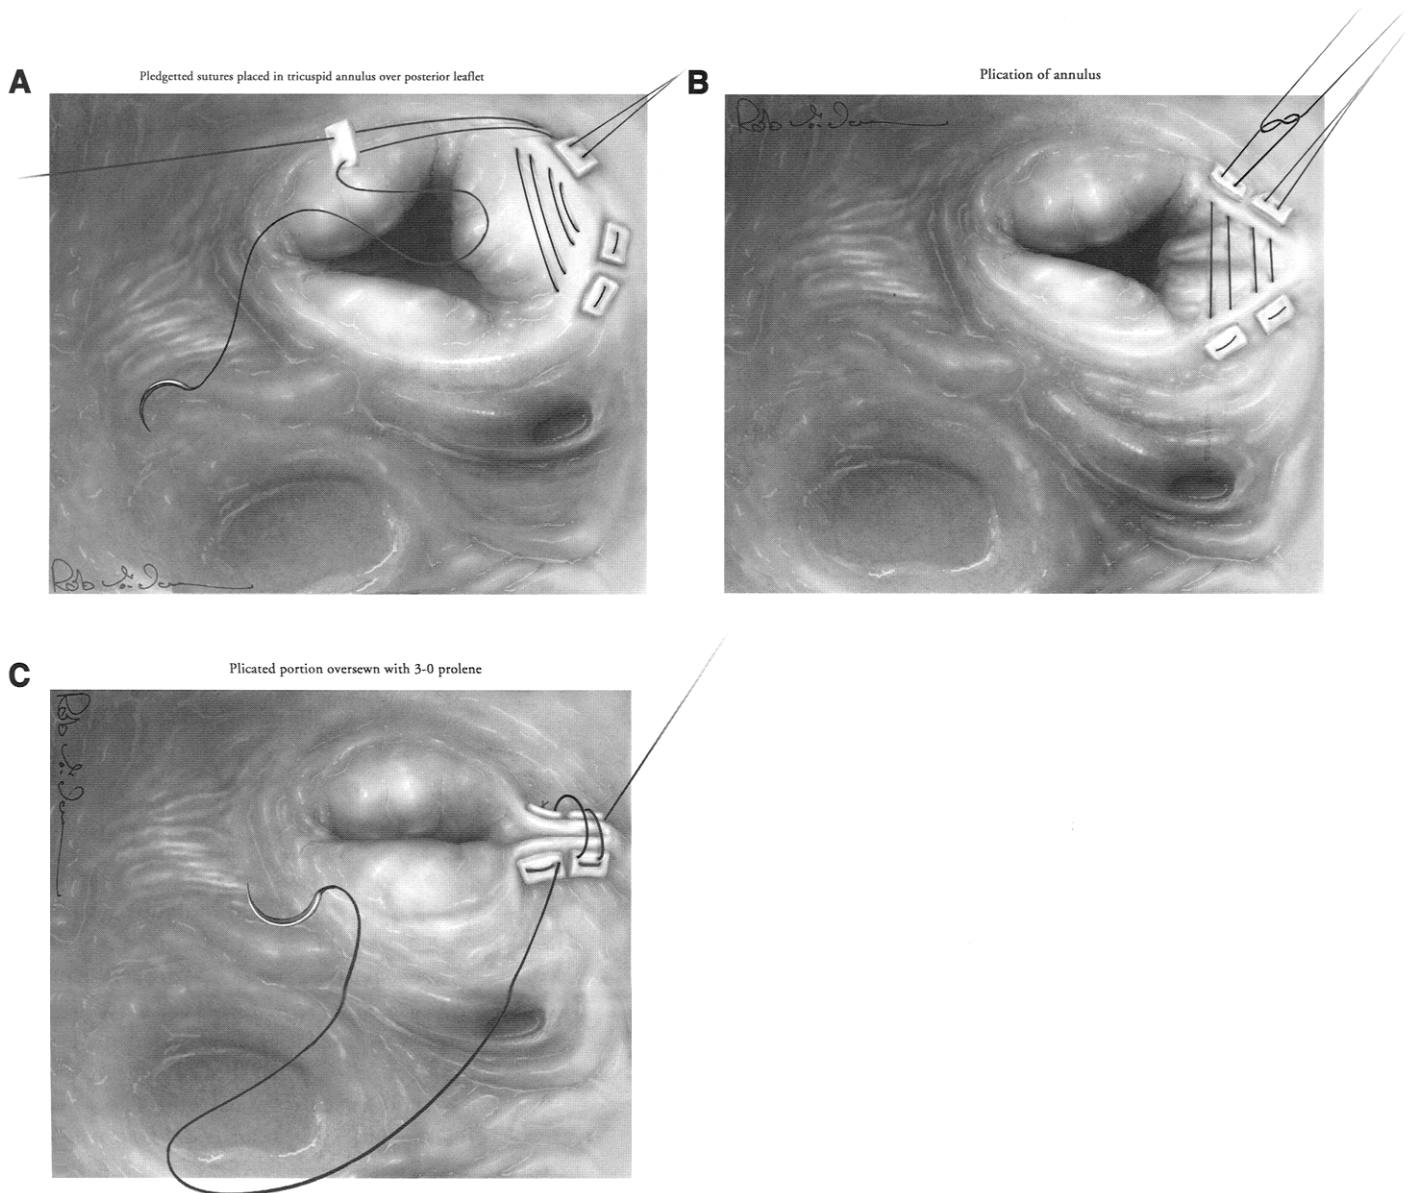 A
Pledgetted sutures placed in tricuspid annulus over posterior leaflet
B
Plication of annulus
C
Plicated portion oversewn with 3-0 prolene